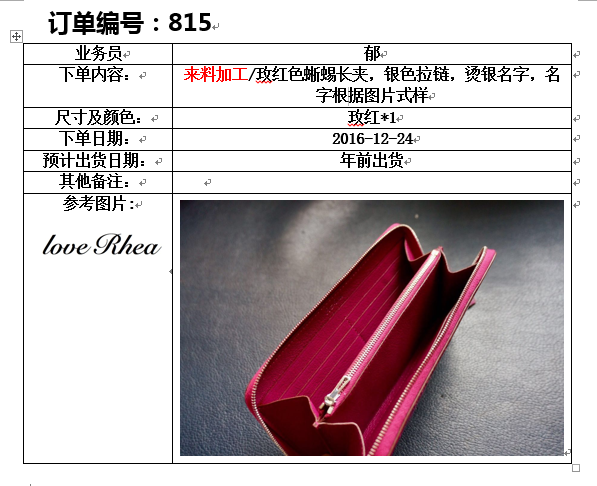 订单编号：815
业务员
郁
下单内容：
来料加工/玫红色蜥蜴长夹，银色拉链，烫银名字，名
字根据图片式样
尺寸及颜色：
玫红*1
下单日期：
2016-12-24
预计出货日期：
年前出货
其他备注：
参考图片:
love Rhea